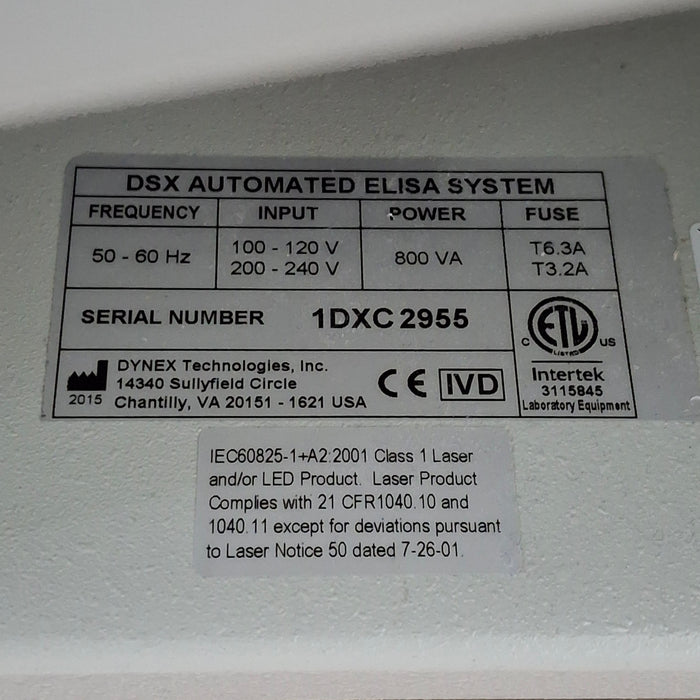 DSX AUTOMATED ELISA SYSTEM
FREQUENCY INPUT POWER FUSE
50 - 60 Hz 100 - 120 V 800 VA T6.3A
200 - 240 V T3.2A
SERIAL NUMBER 1DXC 2955
C ETL US
LISTED
Intertek
3115845
Laboratory Equipment
2015
DYNEX Technologies, Inc.
14340 Sullyfield Circle
Chantilly, VA 20151 - 1621 USA
CE IVD
IEC60825-1+A2:2001 Class 1 Laser
and/or LED Product. Laser Product
Complies with 21 CFR1040.10 and
1040.11 except for deviations pursuant
to Laser Notice 50 dated 7-26-01.